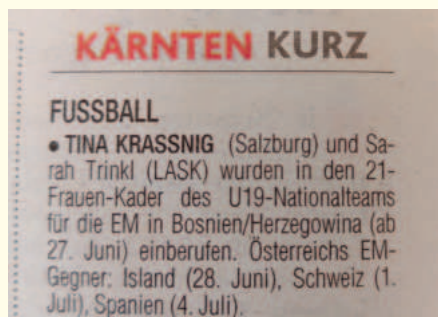 KÄRNTEN KURZ
FUSSBALL
• TINA KRASSNIG (Salzburg) und Sa-
rah Trinkl (LASK) wurden in den 21-
Frauen-Kader des U19-Nationalteams
für die EM in Bosnien/Herzegowina (ab
27. Juni) einberufen. Österreichs EM-
Gegner: Island (28. Juni), Schweiz (1.
Juli), Spanien (4. Juli).